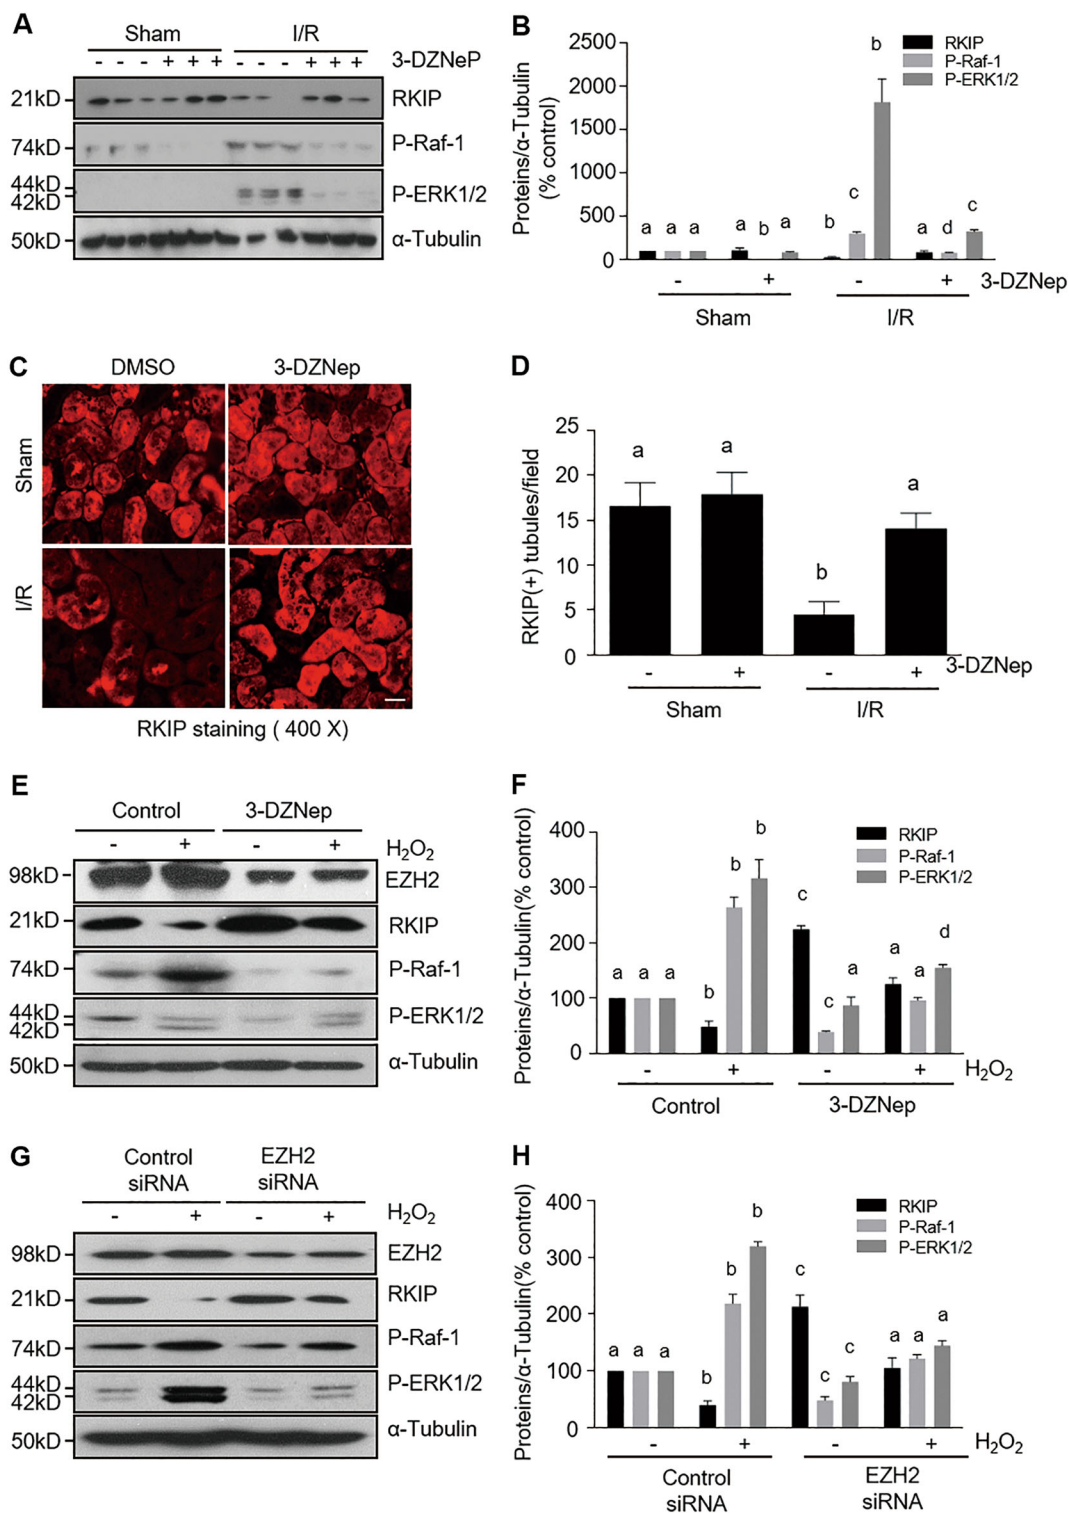 A
Sham I/R
- - - + + + - - - + + + 3-DZNeP
21kD RKIP
74kD P-Raf-1
44kD
42kD P-ERK1/2
50kD α-Tubulin
B
Proteins/α-Tubulin
(% control)
2500
2000
1500
1000
500
0
RKIP
P-Raf-1
P-ERK1/2
a a a a b a b c b a d c
- + - + 3-DZNep
Sham I/R
C
DMSO 3-DZNep
Sham
I/R
RKIP staining ( 400 X)
D
RKIP(+) tubules/field
25
20
15
10
5
0
a a b a
- + - + 3-DZNep
Sham I/R
E
Control 3-DZNep
- + - + H2O2
98kD EZH2
21kD RKIP
74kD P-Raf-1
44kD
42kD P-ERK1/2
50kD α-Tubulin
F
Proteins/α-Tubulin(% control)
400
300
200
100
0
RKIP
P-Raf-1
P-ERK1/2
a a a b b b c c a a a d
- + - + H2O2
Control 3-DZNep
G
Control
siRNA
EZH2
siRNA
- + - + H2O2
98kD EZH2
21kD RKIP
74kD P-Raf-1
44kD
42kD P-ERK1/2
50kD α-Tubulin
H
Proteins/α-Tubulin(% control)
400
300
200
100
0
RKIP
P-Raf-1
P-ERK1/2
a a a b b b c c c a a a
- + - + H2O2
Control
siRNA
EZH2
siRNA